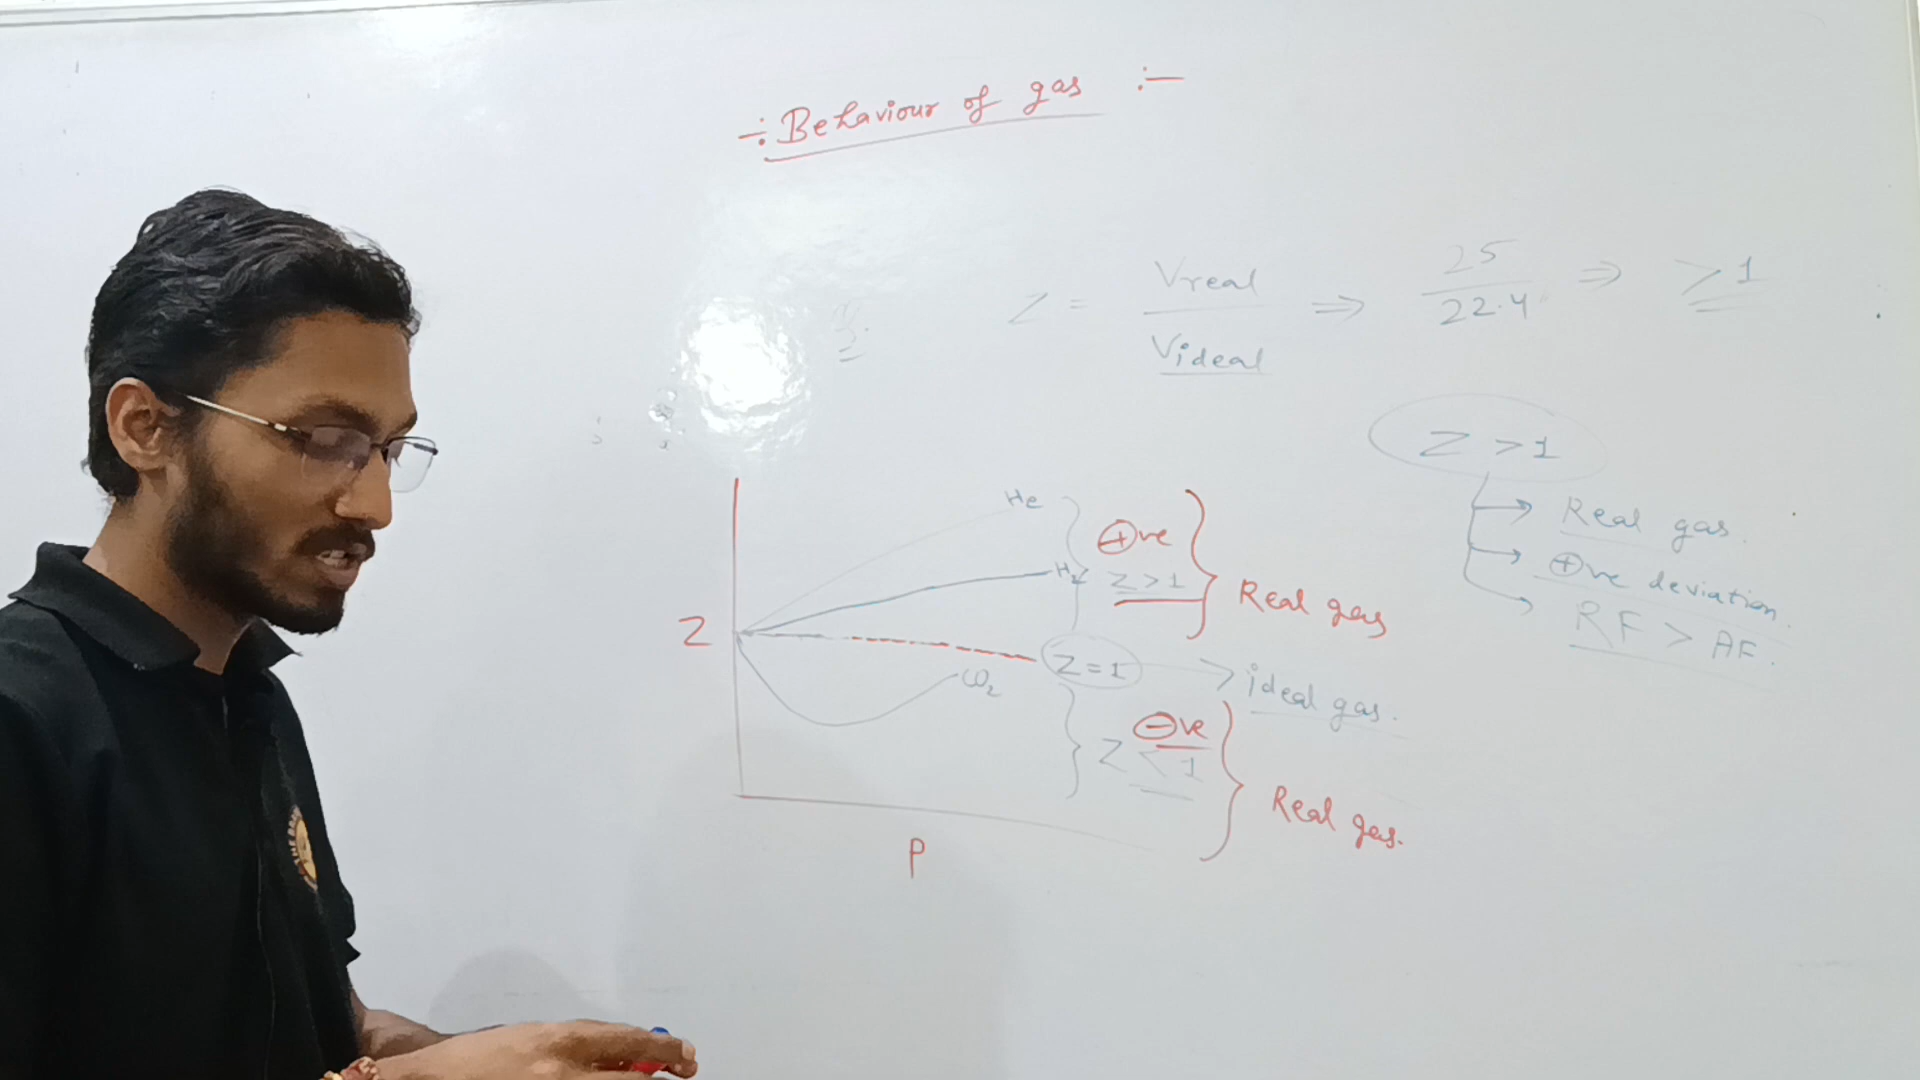 ÷ Behaviour of gas :-
Z = Vreal / Videal ⇒ 25 / 22.4 ⇒ > 1
Z > 1
Real gas.
⊕ve deviation.
RF > AF.
He
H2
⊕ve
Z > 1
Real gas
Z
Z = 1
ideal gas.
CO2
⊖ve
Z < 1
Real gas.
P